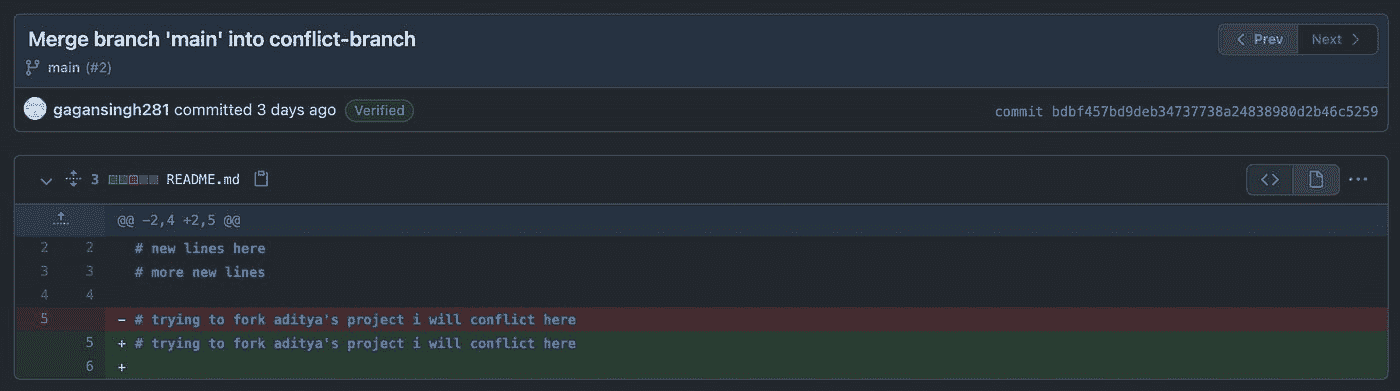 Merge branch 'main' into conflict-branch
Prev Next
main (#2)
gagansingh281 committed 3 days ago Verified
commit bdbf457bd9deb34737738a24838980d2b46c5259
3 README.md
@@ -2,4 +2,5 @@
2 2 # new lines here
3 3 # more new lines
4 4
5 - # trying to fork aditya's project i will conflict here
5 + # trying to fork aditya's project i will conflict here
6 +